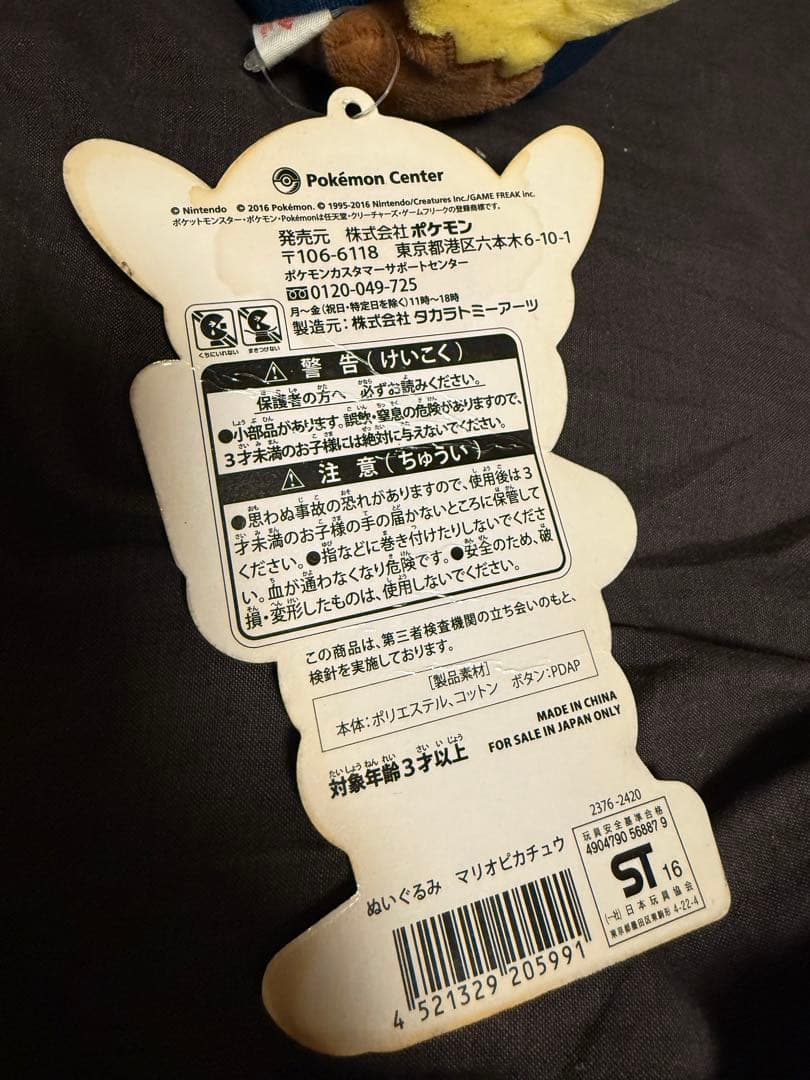 Pokémon Center
© Nintendo © 2016 Pokémon. © 1995-2016 Nintendo/Creatures Inc./GAME FREAK inc.
ポケットモンスター・ポケモン・Pokémonは任天堂・クリーチャーズ・ゲームフリークの登録商標です。
発売元 株式会社 ポケモン
〒106-6118 東京都港区六本木6-10-1
ポケモンカスタマーサポートセンター
0120-049-725
月〜金(祝日・特定日を除く)11時〜18時
製造元:株式会社 タカラトミーアーツ
くちにいれない まきつけない
警告(けいこく)
保護者の方へ 必ずお読みください。
●小部品があります。誤飲・窒息の危険がありますので、
3才未満のお子様には絶対に与えないでください。
注意(ちゅうい)
●思わぬ事故の恐れがありますので、使用後は3
才未満のお子様の手の届かないところに保管して
ください。●指などに巻き付けたりしないでくださ
い。血が通わなくなり危険です。●安全のため、破
損・変形したものは、使用しないでください。
この商品は、第三者検査機関の立ち会いのもと、
検針を実施しております。
[製品素材]
本体:ポリエステル、コットン ボタン:PDAP
MADE IN CHINA
FOR SALE IN JAPAN ONLY
対象年齢3才以上
2376-2420
玩具安全基準合格
4904790 56887 9
ST 16
(一社)日本玩具協会
東京都墨田区東駒形 4-22-4
ぬいぐるみ マリオピカチュウ
4 521329 205991